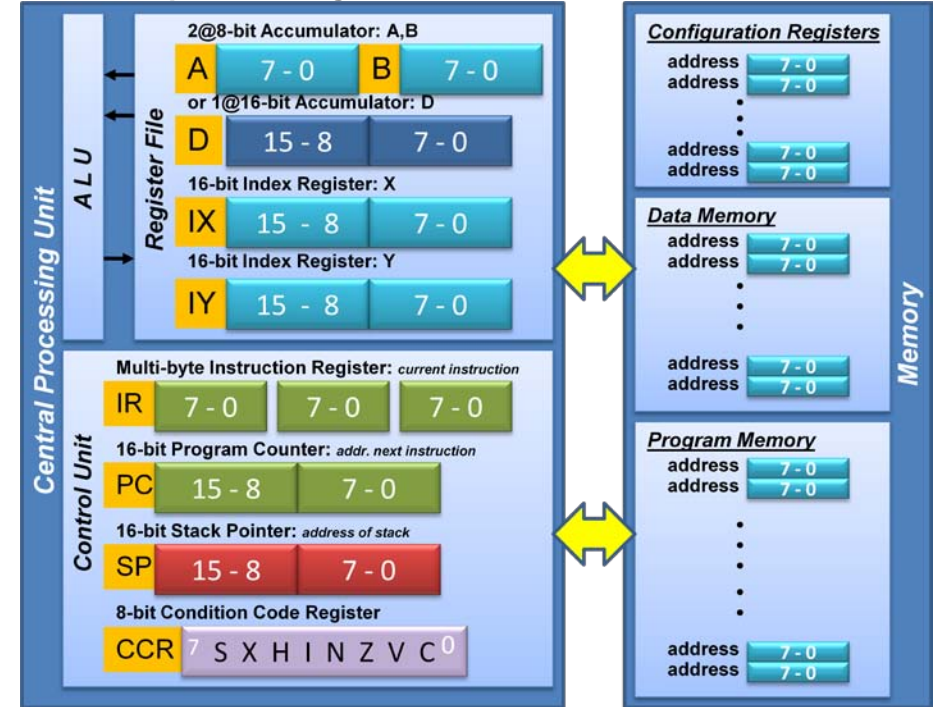 Central Processing Unit
ALU
Register File
2@8-bit Accumulator: A,B
A 7 - 0 B 7 - 0
or 1@16-bit Accumulator: D
D 15 - 8 7 - 0
16-bit Index Register: X
IX 15 - 8 7 - 0
16-bit Index Register: Y
IY 15 - 8 7 - 0
Control Unit
Multi-byte Instruction Register: current instruction
IR 7 - 0 7 - 0 7 - 0
16-bit Program Counter: addr. next instruction
PC 15 - 8 7 - 0
16-bit Stack Pointer: address of stack
SP 15 - 8 7 - 0
8-bit Condition Code Register
CCR 7 S X H I N Z V C 0
Memory
Configuration Registers
address 7 - 0
address 7 - 0
address 7 - 0
address 7 - 0
Data Memory
address 7 - 0
address 7 - 0
address 7 - 0
address 7 - 0
Program Memory
address 7 - 0
address 7 - 0
address 7 - 0
address 7 - 0